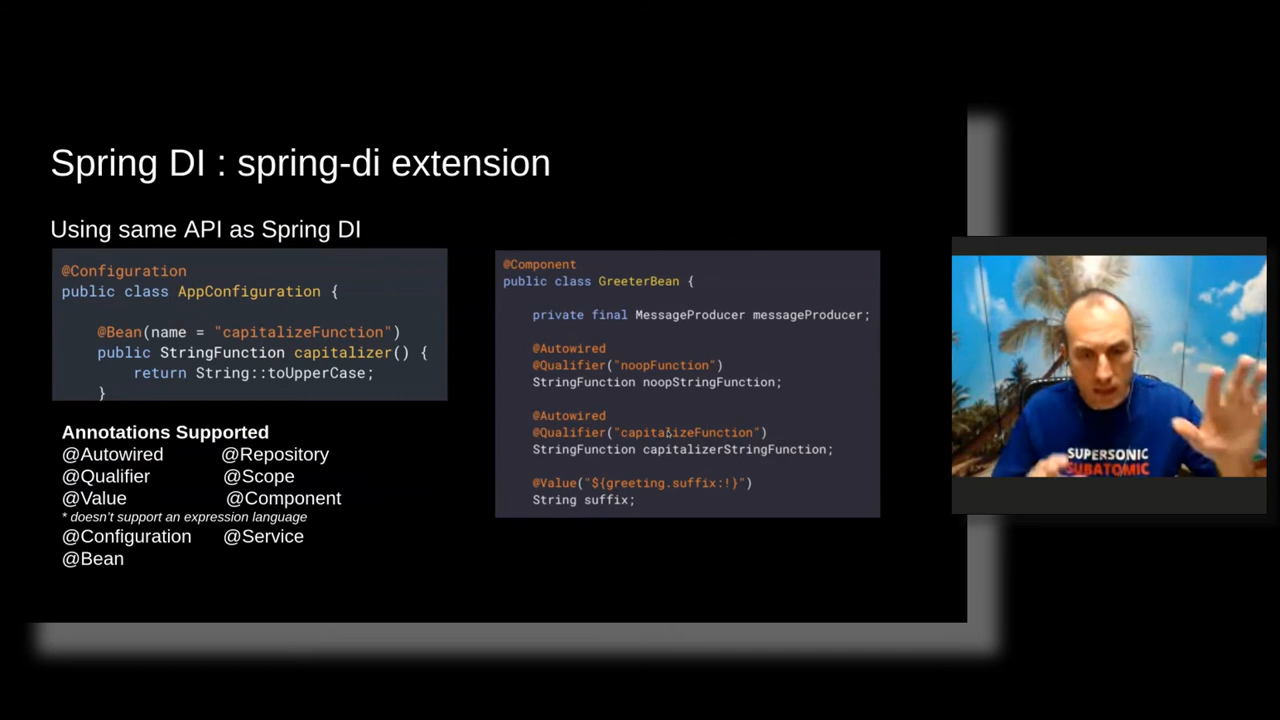 Spring DI : spring-di extension
Using same API as Spring DI
@Configuration
public class AppConfiguration {
@Bean(name = "capitalizeFunction")
public StringFunction capitalizer() {
return String::toUpperCase;
}
Annotations Supported
@Autowired @Repository
@Qualifier @Scope
@Value @Component
* doesn't support an expression language
@Configuration @Service
@Bean
@Component
public class GreeterBean {
private final MessageProducer messageProducer;
@Autowired
@Qualifier("noopFunction")
StringFunction noopStringFunction;
@Autowired
@Qualifier("capitalizeFunction")
StringFunction capitalizerStringFunction;
@Value("${greeting.suffix:!}")
String suffix;
SUPERSONIC
SUBATOMIC